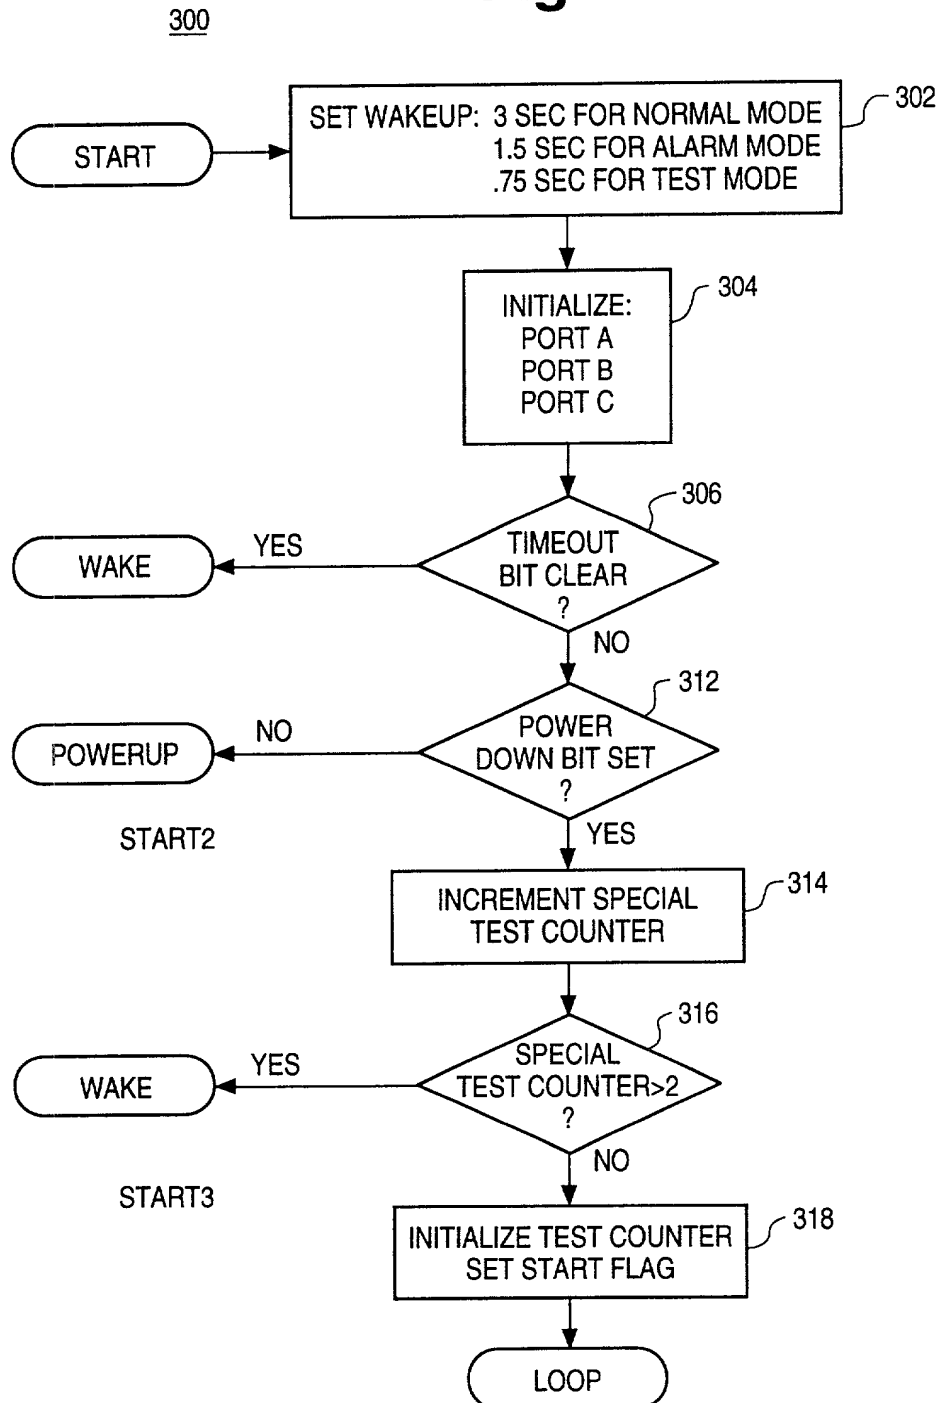 300
START
SET WAKEUP: 3 SEC FOR NORMAL MODE
1.5 SEC FOR ALARM MODE
.75 SEC FOR TEST MODE
302
INITIALIZE:
PORT A
PORT B
PORT C
304
TIMEOUT
BIT CLEAR
?
306
YES
WAKE
NO
POWER
DOWN BIT SET
?
312
NO
POWERUP
START2
YES
INCREMENT SPECIAL
TEST COUNTER
314
SPECIAL
TEST COUNTER>2
?
316
YES
WAKE
NO
START3
INITIALIZE TEST COUNTER
SET START FLAG
318
LOOP